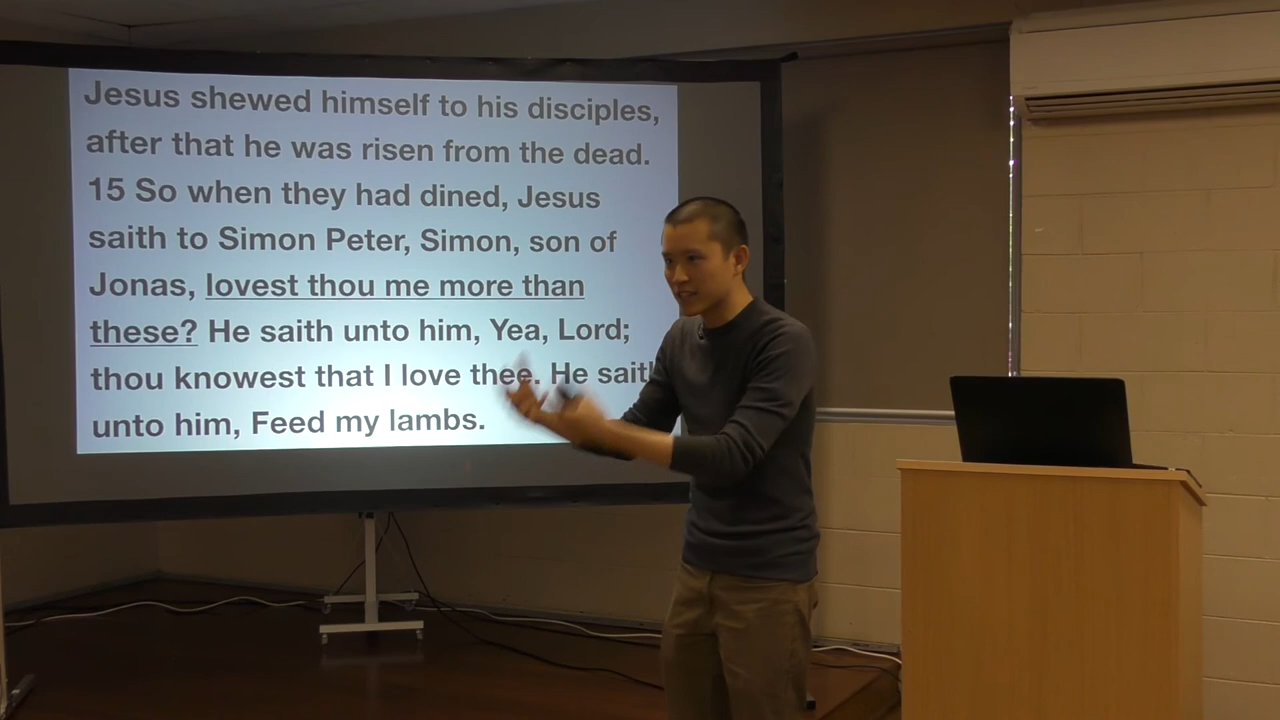 Jesus shewed himself to his disciples,
after that he was risen from the dead.
15 So when they had dined, Jesus
saith to Simon Peter, Simon, son of
Jonas, lovest thou me more than
these? He saith unto him, Yea, Lord;
thou knowest that I love thee. He saith
unto him, Feed my lambs.